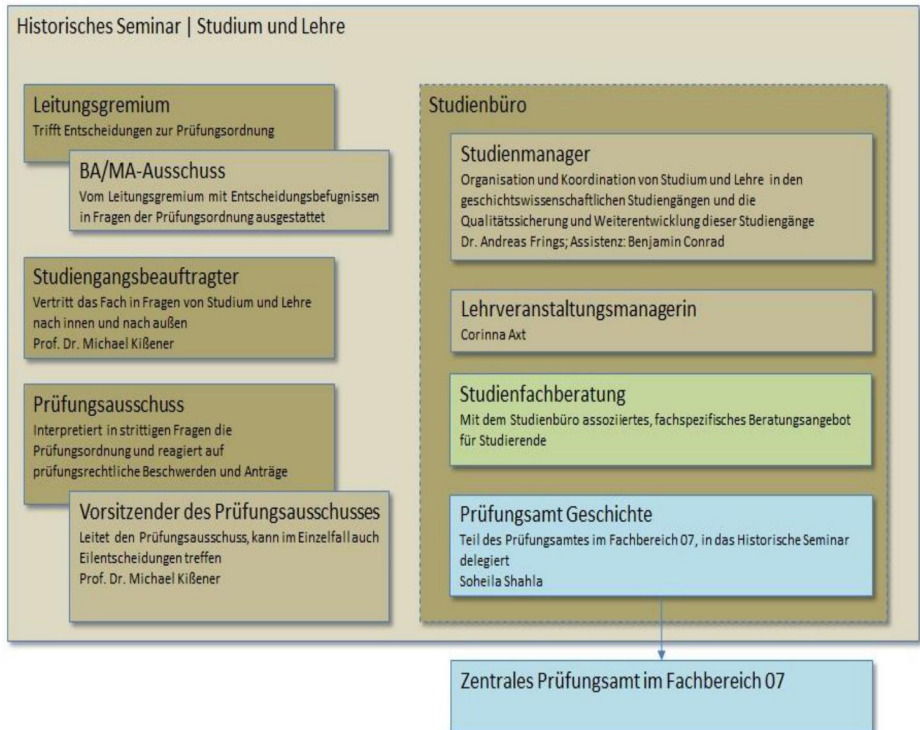 Historisches Seminar | Studium und Lehre
Leitungsgremium
Trifft Entscheidungen zur Prüfungsordnung
BA/MA-Ausschuss
Vom Leitungsgremium mit Entscheidungsbefugnissen
in Fragen der Prüfungsordnung ausgestattet
Studiengangsbeauftragter
Vertritt das Fach in Fragen von Studium und Lehre
nach innen und nach außen
Prof. Dr. Michael Kißener
Prüfungsausschuss
Interpretiert in strittigen Fragen die
Prüfungsordnung und reagiert auf
prüfungsrechtliche Beschwerden und Anträge
Vorsitzender des Prüfungsausschusses
Leitet den Prüfungsausschuss, kann im Einzelfall auch
Eilentscheidungen treffen
Prof. Dr. Michael Kißener
Studienbüro
Studienmanager
Organisation und Koordination von Studium und Lehre in den
geschichtswissenschaftlichen Studiengängen und die
Qualitätssicherung und Weiterentwicklung dieser Studiengänge
Dr. Andreas Frings; Assistenz: Benjamin Conrad
Lehrveranstaltungsmanagerin
Corinna Axt
Studienfachberatung
Mit dem Studienbüro assoziiertes, fachspezifisches Beratungsangebot
für Studierende
Prüfungsamt Geschichte
Teil des Prüfungsamtes im Fachbereich 07, in das Historische Seminar
delegiert
Soheila Shahla
Zentrales Prüfungsamt im Fachbereich 07